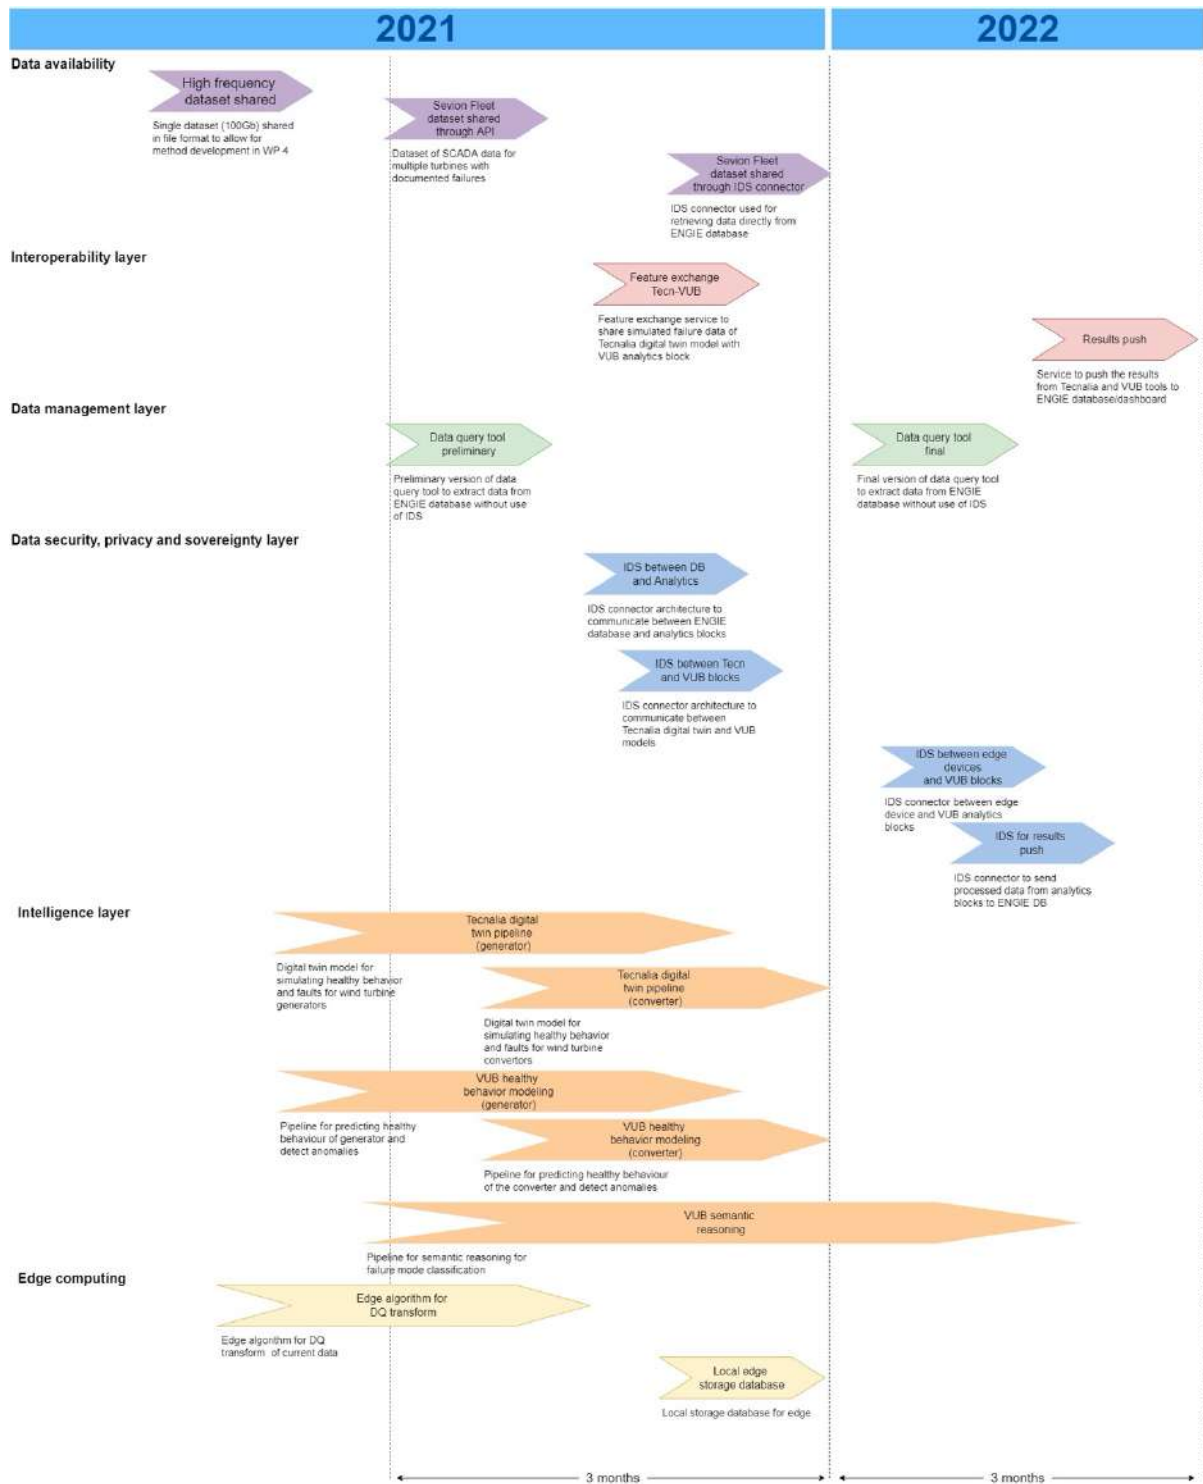 2021
2022
Data availability
High frequency
dataset shared
Single dataset (100Gb) shared
in file format to allow for
method development in WP 4
Sevion Fleet
dataset shared
through API
Dataset of SCADA data for
multiple turbines with
documented failures
Sevion Fleet
dataset shared
through IDS connector
IDS connector used for
retrieving data directly from
ENGIE database
Interoperability layer
Feature exchange
Tecn-VUB
Feature exchange service to
share simulated failure data of
Tecnalia digital twin model with
VUB analytics block
Results push
Service to push the results
from Tecnalia and VUB tools to
ENGIE database/dashboard
Data management layer
Data query tool
preliminary
Preliminary version of data
query tool to extract data from
ENGIE database without use
of IDS
Data query tool
final
Final version of data query tool
to extract data from ENGIE
database without use of IDS
Data security, privacy and sovereignty layer
IDS between DB
and Analytics
IDS connector architecture to
communicate between ENGIE
database and analytics blocks
IDS between Tecn
and VUB blocks
IDS connector architecture to
communicate between
Tecnalia digital twin and VUB
models
IDS between edge
devices
and VUB blocks
IDS connector between edge
device and VUB analytics
blocks
IDS for results
push
IDS connector to send
processed data from analytics
blocks to ENGIE DB
Intelligence layer
Tecnalia digital
twin pipeline
(generator)
Digital twin model for
simulating healthy behavior
and faults for wind turbine
generators
Tecnalia digital
twin pipeline
(converter)
Digital twin model for
simulating healthy behavior
and faults for wind turbine
convertors
VUB healthy
behavior modeling
(generator)
Pipeline for predicting healthy
behaviour of generator and
detect anomalies
VUB healthy
behavior modeling
(converter)
Pipeline for predicting healthy behaviour
of the converter and detect anomalies
VUB semantic
reasoning
Pipeline for semantic reasoning for
failure mode classification
Edge computing
Edge algorithm for
DQ transform
Edge algorithm for DQ
transform of current data
Local edge
storage database
Local storage database for edge
3 months
3 months